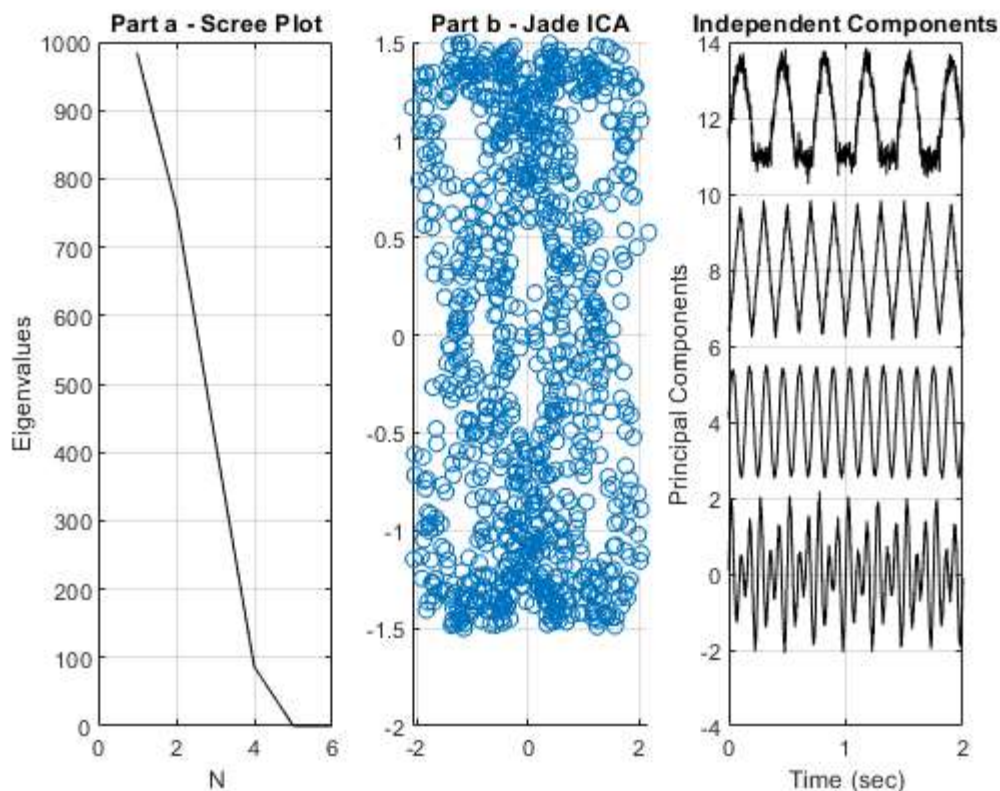 Part a - Scree Plot
1000
900
800
700
600
500
400
300
200
100
0
0 2 4 6
Eigenvalues
N
Part b - Jade ICA
1.5
1
0.5
0
-0.5
-1
-1.5
-2
-2 0 2
Independent Components
14
12
10
8
6
4
2
0
-2
-4
0 1 2
Principal Components
Time (sec)